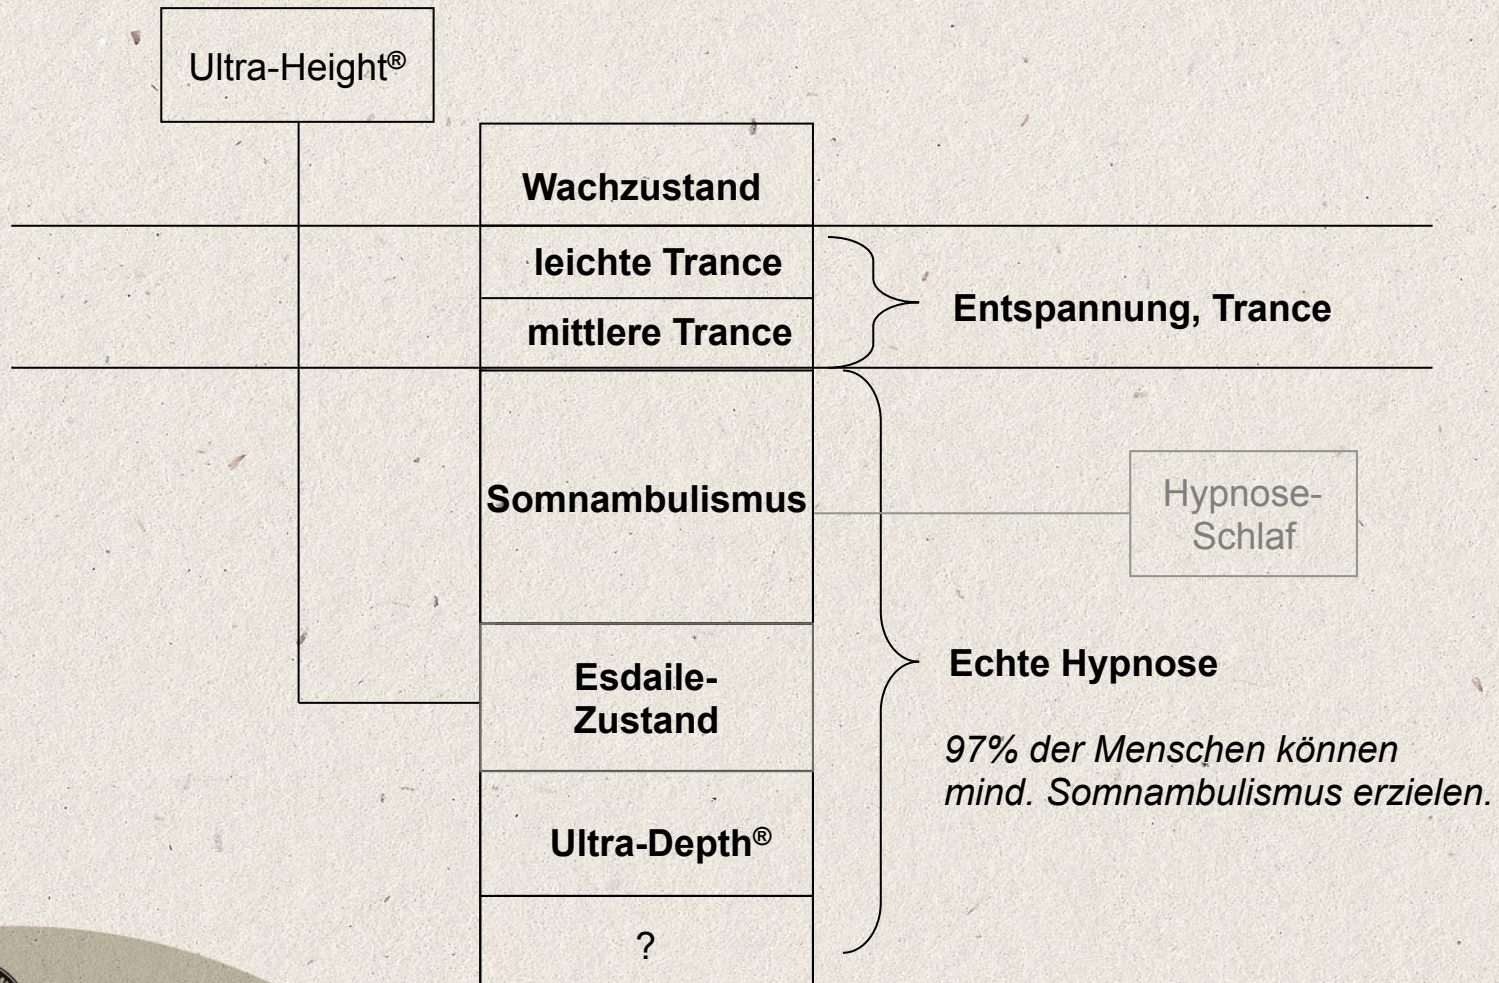 Ultra-Height®
Wachzustand
leichte Trance
mittlere Trance
Entspannung, Trance
Somnambulismus
Hypnose-
Schlaf
Esdaile-
Zustand
Echte Hypnose
97% der Menschen können
mind. Somnambulismus erzielen.
Ultra-Depth®
?